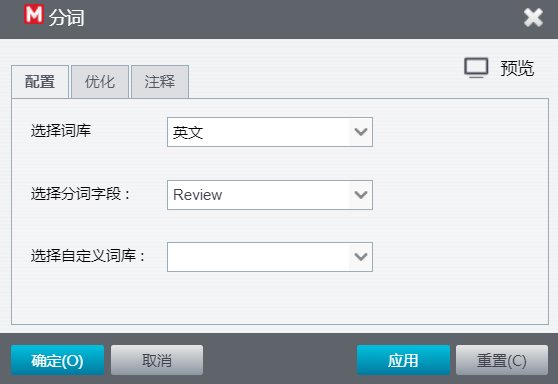 M 分词
预览
配置 优化 注释
选择词库 英文
选择分词字段： Review
选择自定义词库：
确定(O) 取消 应用 重置(C)